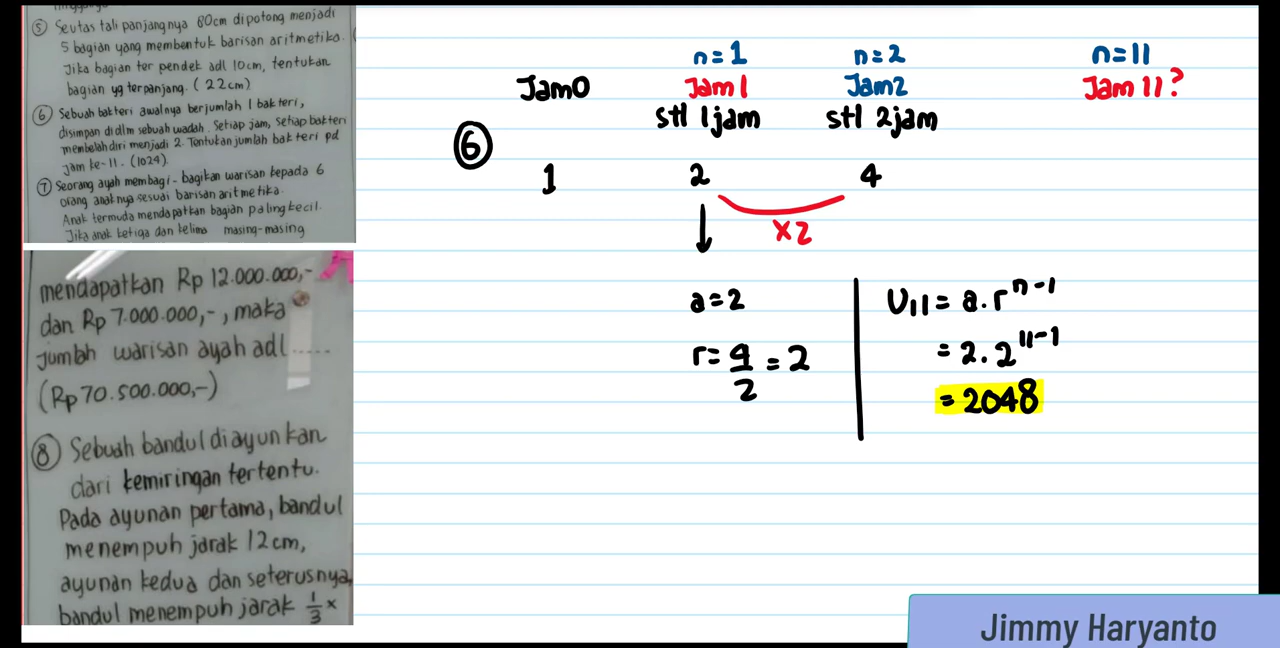 ⑤ Seutas tali panjangnya 80cm dipotong menjadi
5 bagian yang membentuk barisan aritmetika.
Jika bagian terpendek adl 10cm, tentukan
bagian yg terpanjang. (22cm)
⑥ Sebuah bakteri awalnya berjumlah 1 bakteri,
disimpan didlm sebuah wadah. Setiap jam, setiap bakteri
membelah diri menjadi 2. Tentukan jumlah bakteri pd
jam ke-11. (1024)
⑦ Seorang ayah membagi-bagikan warisan kepada 6
orang anaknya sesuai barisan aritmetika.
Anak termuda mendapatkan bagian paling kecil.
Jika anak ketiga dan kelima masing-masing
mendapatkan Rp 12.000.000,-
dan Rp 7.000.000,-, maka
jumlah warisan ayah adl .....
(Rp 70.500.000,-)
⑧ Sebuah bandul diayunkan
dari kemiringan tertentu.
Pada ayunan pertama, bandul
menempuh jarak 12cm,
ayunan kedua dan seterusnya,
bandul menempuh jarak 1/3 x
n=1 n=2 n=11
Jam0 Jam1 Jam2 Jam 11?
stl 1jam stl 2jam
⑥
1 2 4
x2
a=2
r=4/2=2
U11 = a.r^n-1
= 2.2^11-1
= 2048
Jimmy Haryanto